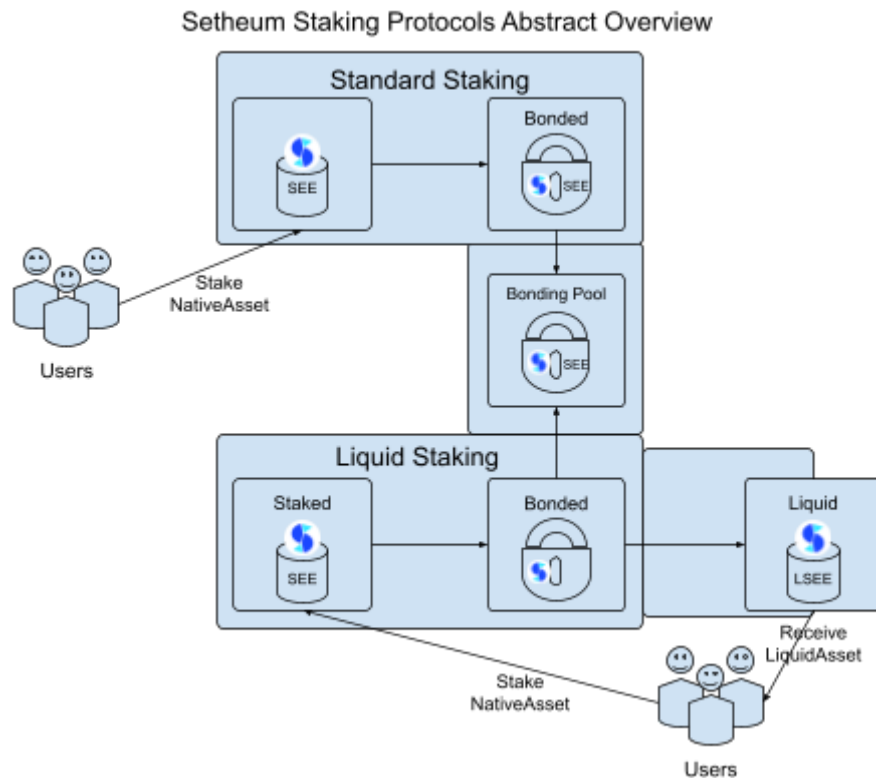 Setheum Staking Protocols Abstract Overview
Standard Staking
SEE
Bonded
SEE
Stake
NativeAsset
Users
Bonding Pool
SEE
Liquid Staking
Staked
SEE
Bonded
Liquid
LSEE
Receive
LiquidAsset
Stake
NativeAsset
Users